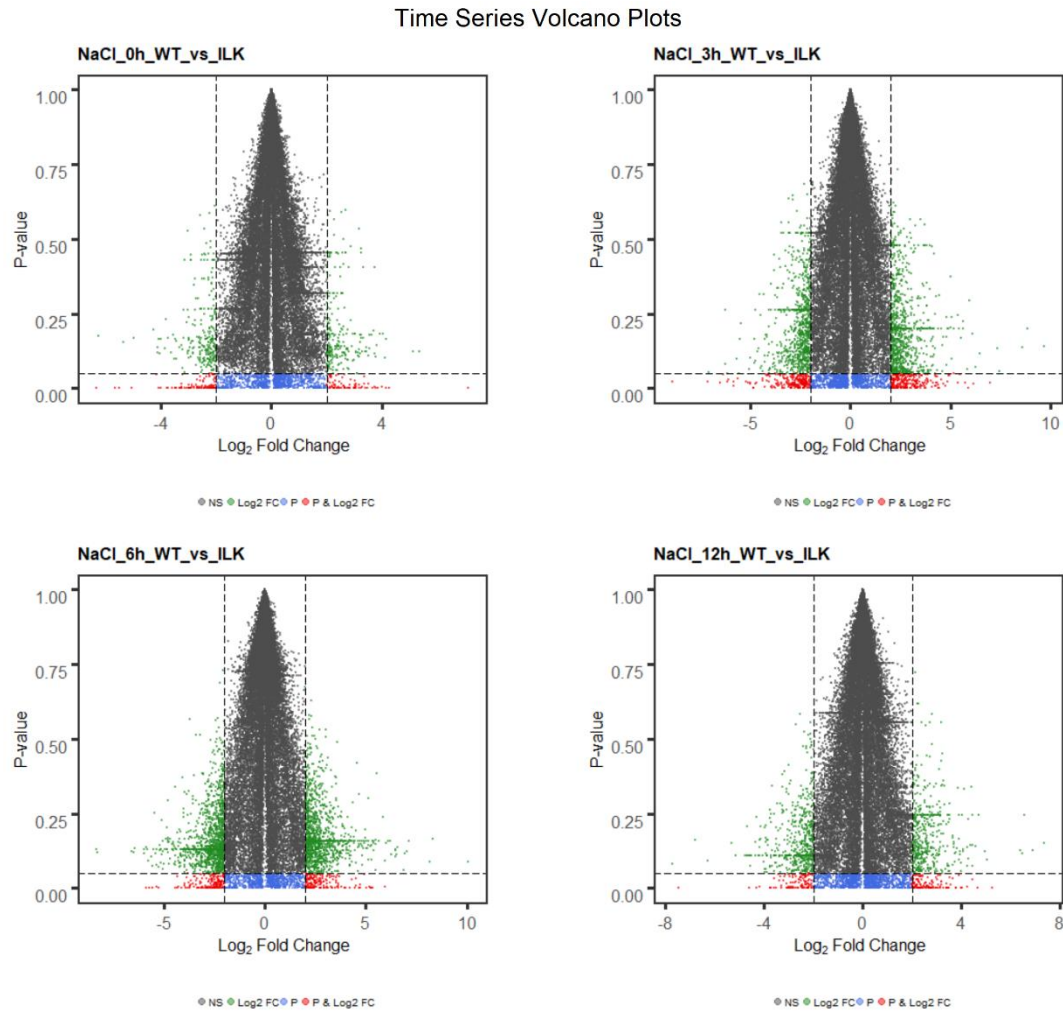 Time Series Volcano Plots
NaCl_0h_WT_vs_ILK
1.00
0.75
0.50
0.25
0.00
P-value
-4 0 4
Log2 Fold Change
NS Log2 FC P P & Log2 FC
NaCl_3h_WT_vs_ILK
1.00
0.75
0.50
0.25
0.00
P-value
-5 0 5 10
Log2 Fold Change
NS Log2 FC P P & Log2 FC
NaCl_6h_WT_vs_ILK
1.00
0.75
0.50
0.25
0.00
P-value
-5 0 5 10
Log2 Fold Change
NS Log2 FC P P & Log2 FC
NaCl_12h_WT_vs_ILK
1.00
0.75
0.50
0.25
0.00
P-value
-8 -4 0 4 8
Log2 Fold Change
NS Log2 FC P P & Log2 FC